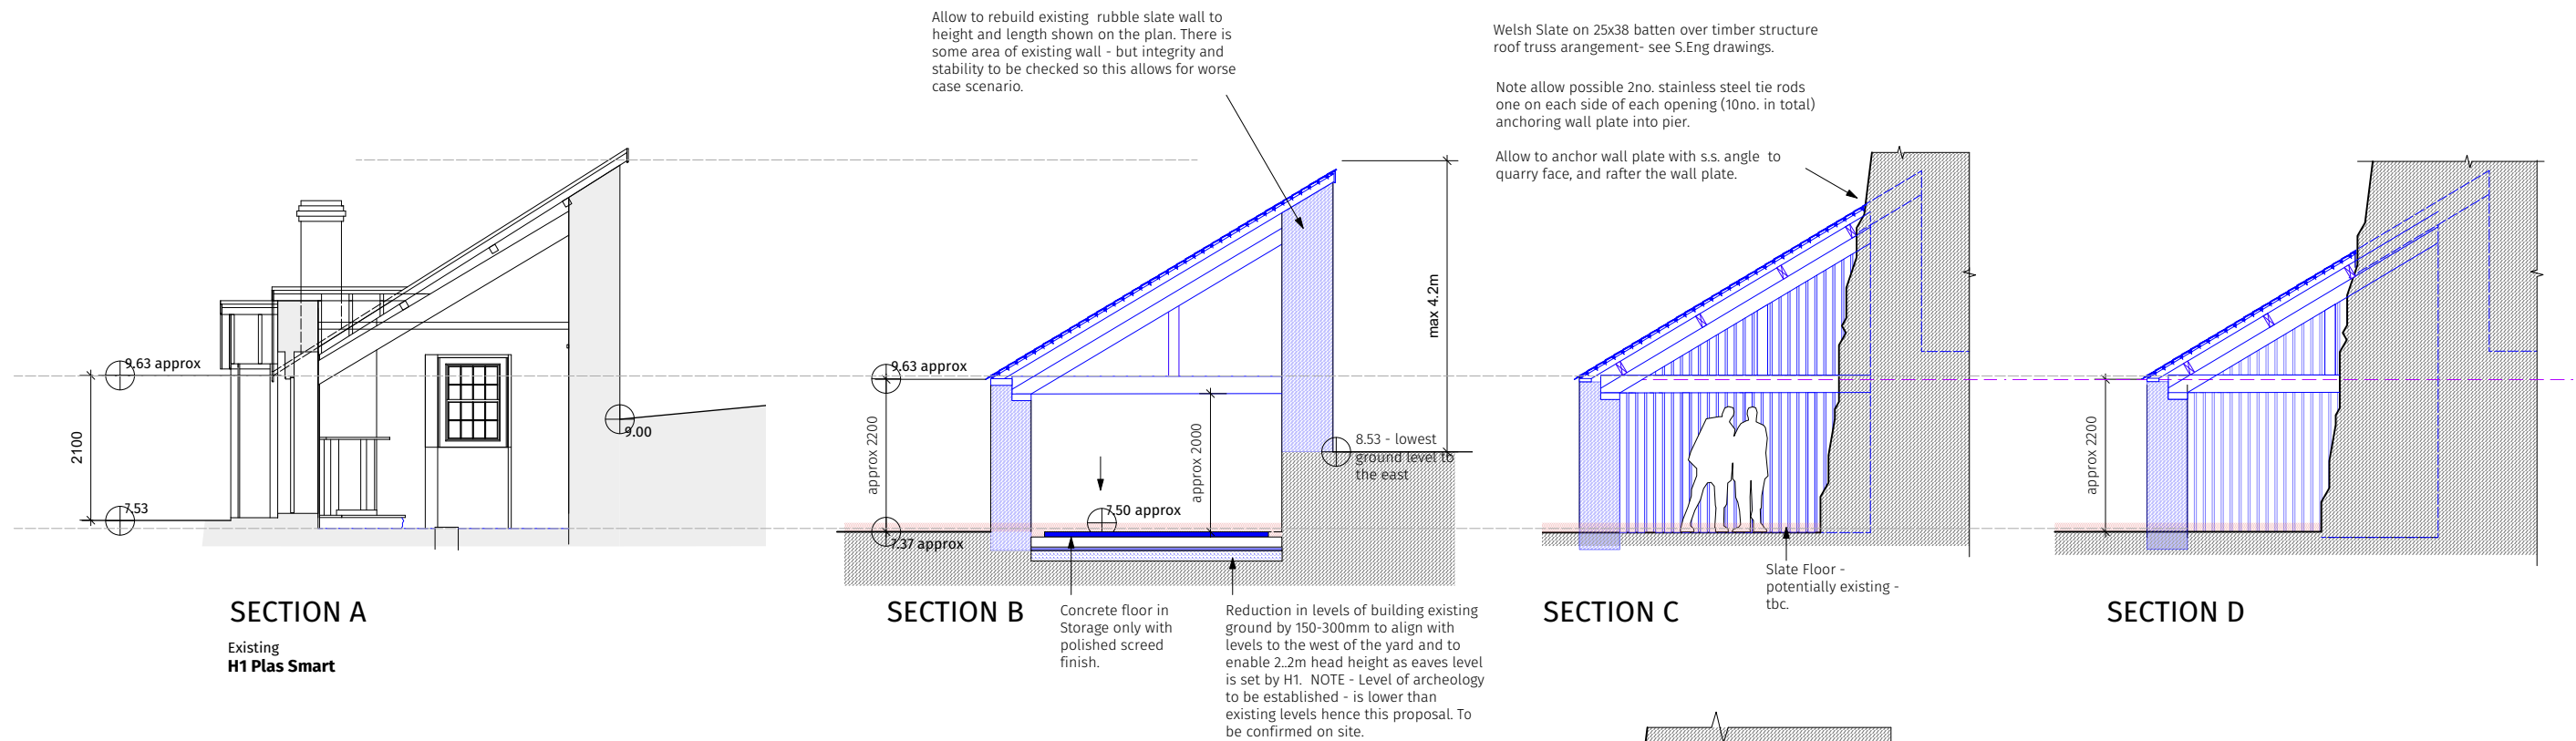 Allow to rebuild existing  rubble slate wall to
height and length shown on the plan. There is
some area of existing wall - but integrity and
stability to be checked so this allows for worse
case scenario.
Welsh Slate on 25x38 batten over timber structure
roof truss arangement- see S.Eng drawings.
Note allow possible 2no. stainless steel tie rods
one on each side of each opening (10no. in total)
anchoring wall plate into pier.
Allow to anchor wall plate with s.s. angle  to
quarry face, and rafter the wall plate.
9.63 approx
2100
7.53
9.00
SECTION A
Existing
H1 Plas Smart
9.63 approx
approx 2200
7.37 approx
7.50 approx
approx 2000
max 4.2m
8.53 - lowest
ground level to
the east
SECTION B
Concrete floor in
Storage only with
polished screed
finish.
Reduction in levels of building existing
ground by 150-300mm to align with
levels to the west of the yard and to
enable 2..2m head height as eaves level
is set by H1.  NOTE - Level of archeology
to be established - is lower than
existing levels hence this proposal. To
be confirmed on site.
SECTION C
Slate Floor -
potentially existing -
tbc.
approx 2200
SECTION D